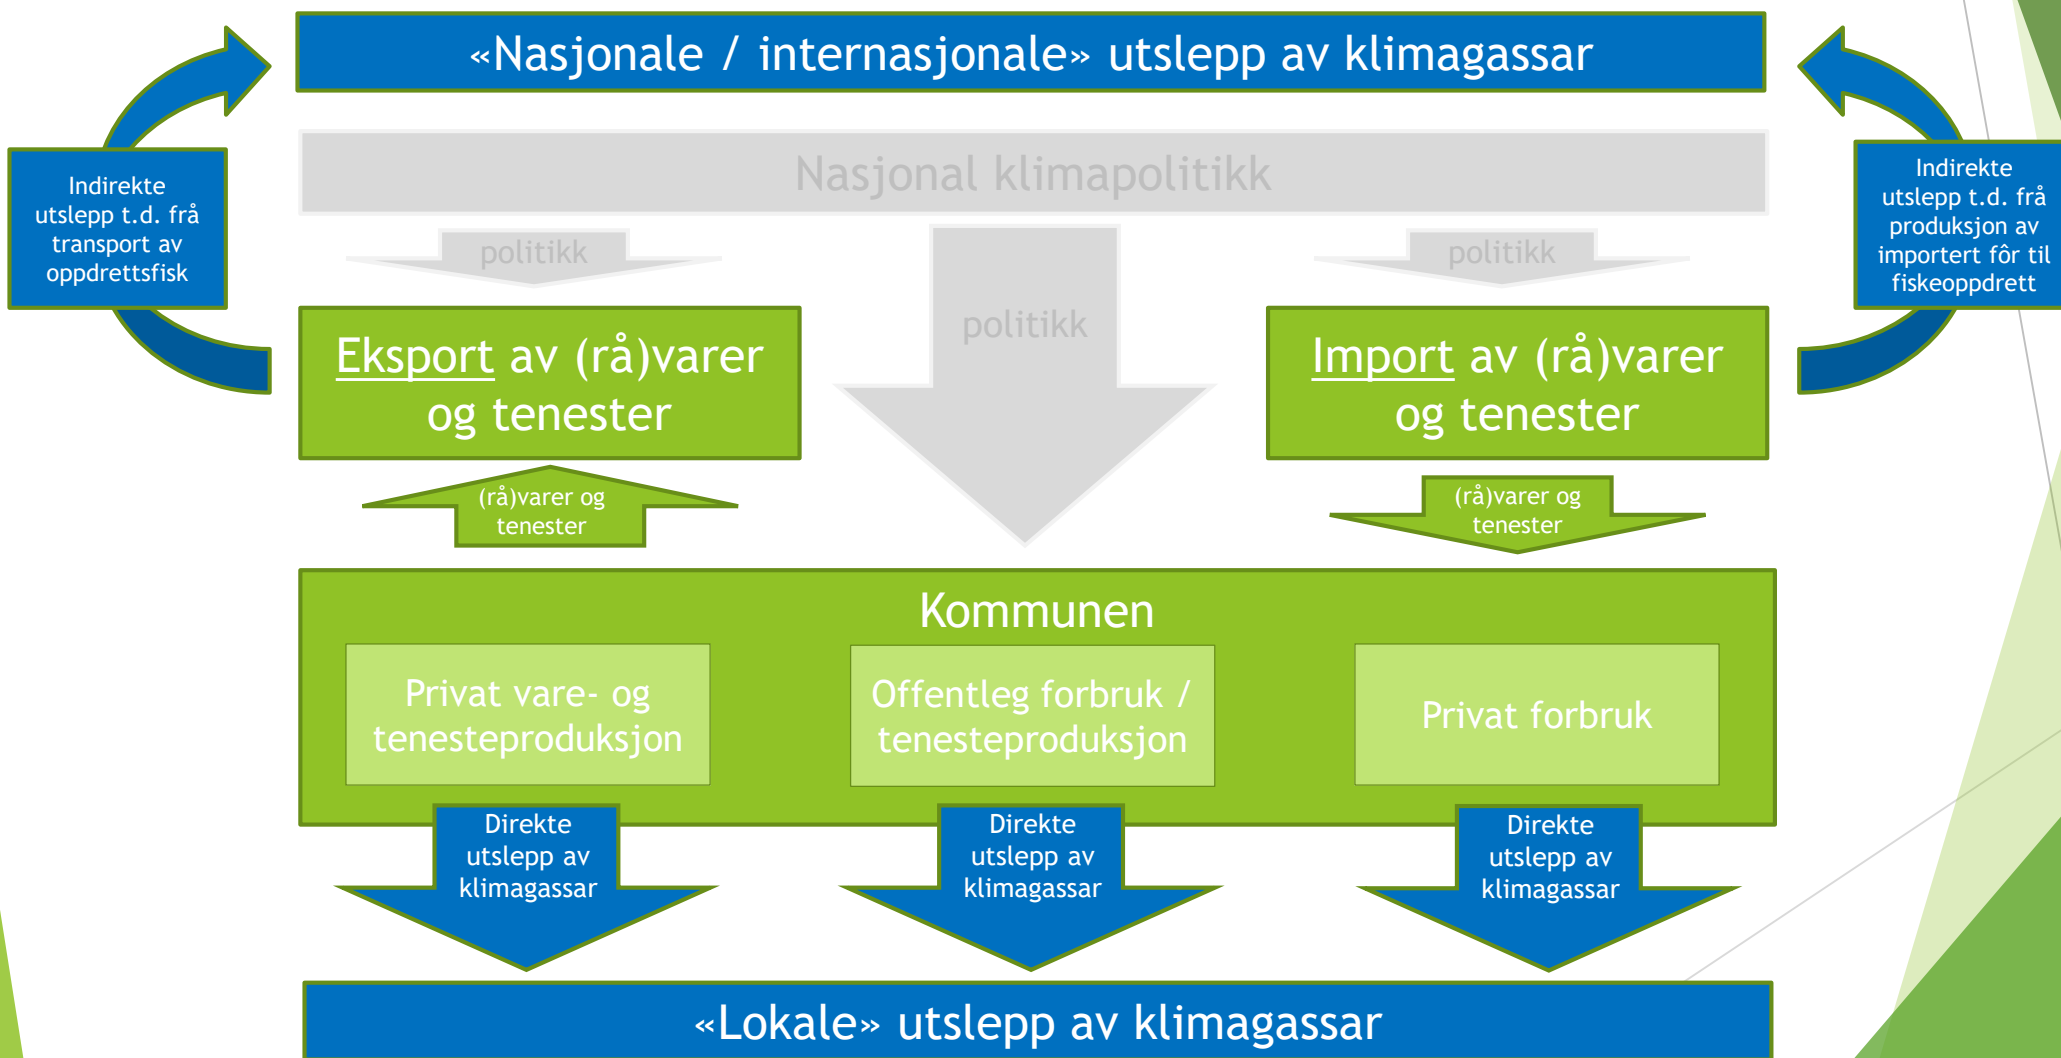 «Nasjonale / internasjonale» utslepp av klimagassar
Nasjonal klimapolitikk
Indirekte
utslepp t.d. frå
transport av
oppdrettsfisk
Indirekte
utslepp t.d. frå
produksjon av
importert fôr til
fiskeoppdrett
politikk
politikk
politikk
Eksport av (rå)varer
og tenester
Import av (rå)varer
og tenester
(rå)varer og
tenester
(rå)varer og
tenester
Kommunen
Privat vare- og
tenesteproduksjon
Offentleg forbruk /
tenesteproduksjon
Privat forbruk
Direkte
utslepp av
klimagassar
Direkte
utslepp av
klimagassar
Direkte
utslepp av
klimagassar
«Lokale» utslepp av klimagassar